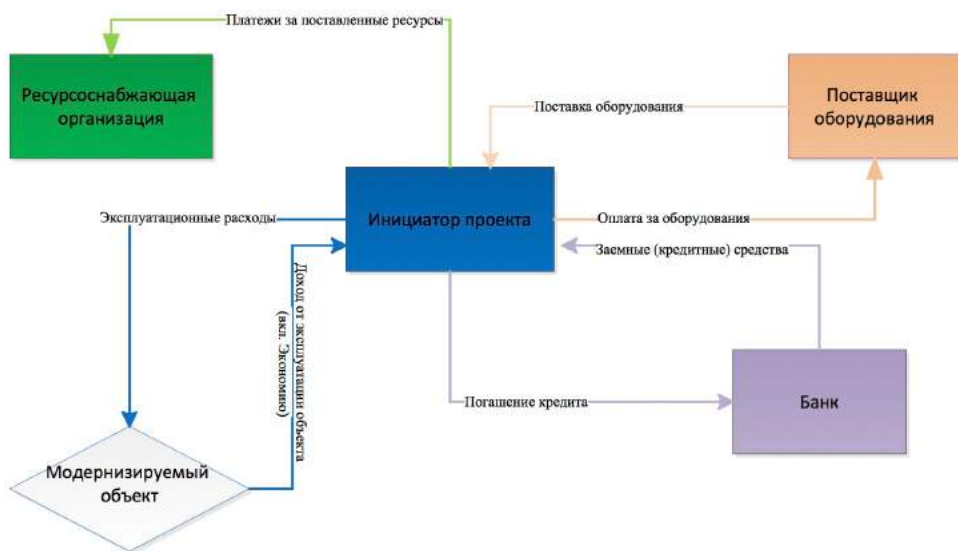 Платежи за поставленные ресурсы
Ресурсоснабжающая
организация
Поставка оборудования
Поставщик
оборудования
Эксплуатационные расходы
Инициатор проекта
Оплата за оборудования
Заемные (кредитные) средства
Доход от эксплуатации объекта
(вкл. Экономию)
Погашение кредита
Банк
Модернизируемый
объект